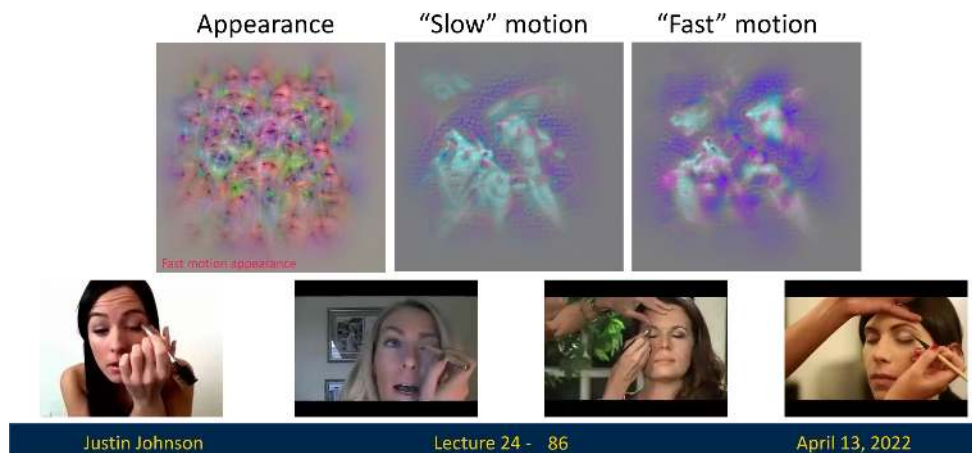 Appearance
“Slow” motion
“Fast” motion
Fast motion appearance
Justin Johnson
Lecture 24 - 86
April 13, 2022